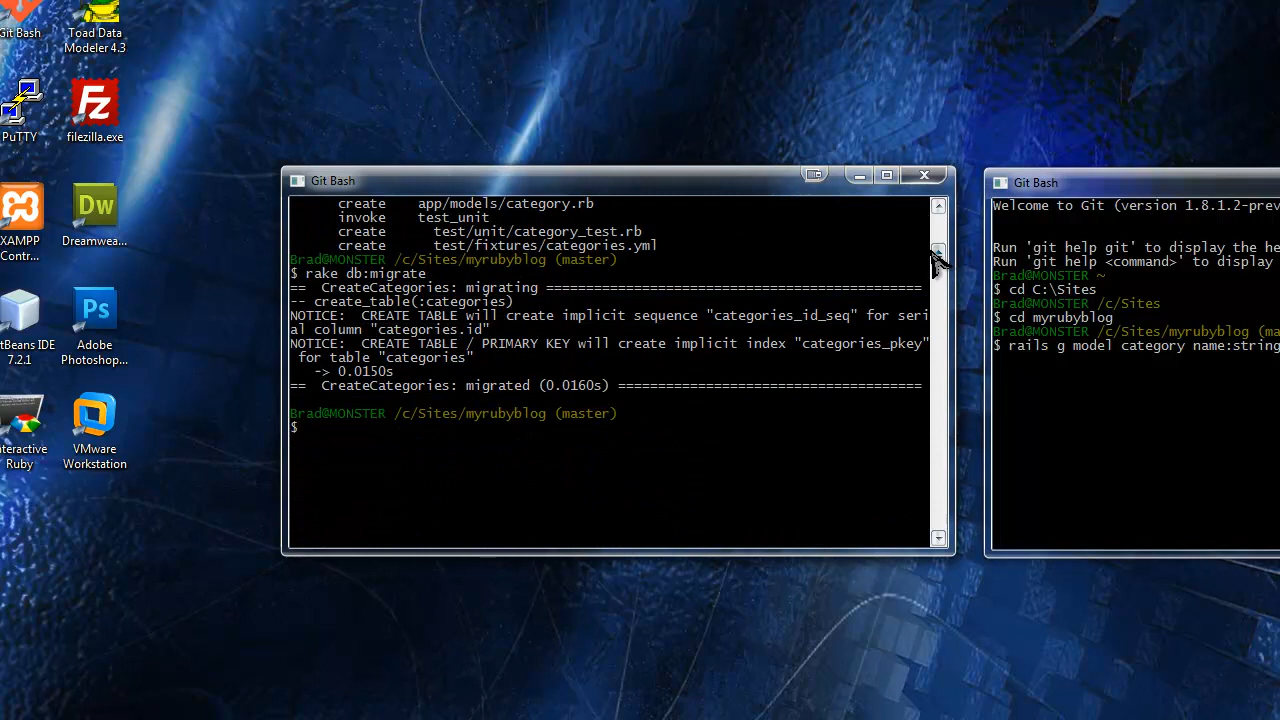 Git Bash
Toad Data
Modeler 4.3
PuTTY
filezilla.exe
XAMPP
Contr...
Dw
Dreamwea...
tBeans IDE
7.2.1
Ps
Adobe
Photoshop...
nteractive
Ruby
VMware
Workstation
Git Bash
create    app/models/category.rb
invoke    test_unit
create      test/unit/category_test.rb
create      test/fixtures/categories.yml
Brad@MONSTER /c/Sites/myrubyblog (master)
$ rake db:migrate
==  CreateCategories: migrating ===============================================
-- create_table(:categories)
NOTICE:  CREATE TABLE will create implicit sequence "categories_id_seq" for seri
al column "categories.id"
NOTICE:  CREATE TABLE / PRIMARY KEY will create implicit index "categories_pkey"
 for table "categories"
   -> 0.0150s
==  CreateCategories: migrated (0.0160s) ======================================
Brad@MONSTER /c/Sites/myrubyblog (master)
$
Git Bash
Welcome to Git (version 1.8.1.2-prev
Run 'git help git' to display the he
Run 'git help <command>' to display
Brad@MONSTER ~
$ cd C:\Sites
Brad@MONSTER /c/Sites
$ cd myrubyblog
Brad@MONSTER /c/Sites/myrubyblog (ma
$ rails g model category name:string